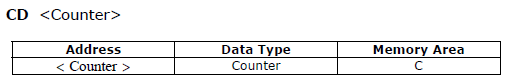 CD <Counter>
Address Data Type Memory Area
< Counter > Counter C